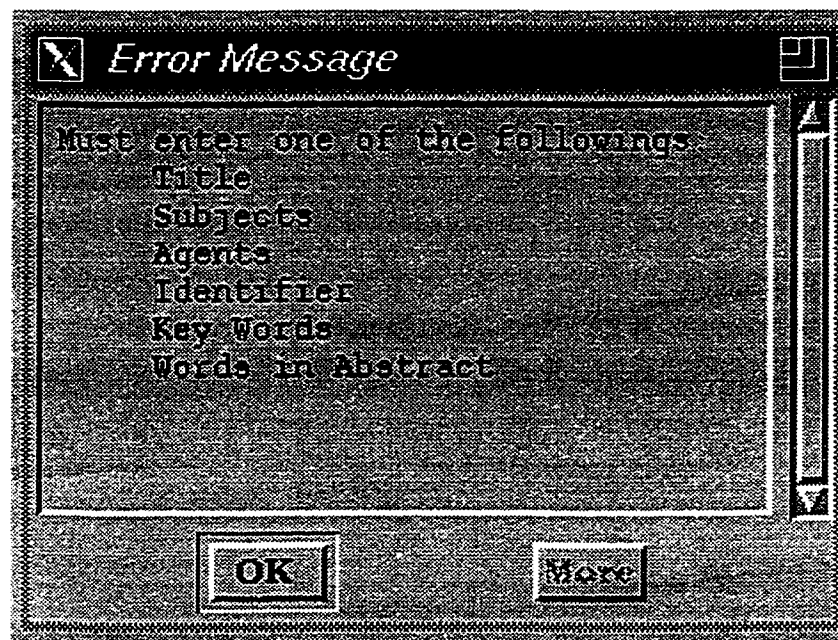 Error Message
Must enter one of the followings
Title
Subjects
Agents
Identifier
Key Words
Words in Abstract
OK
More